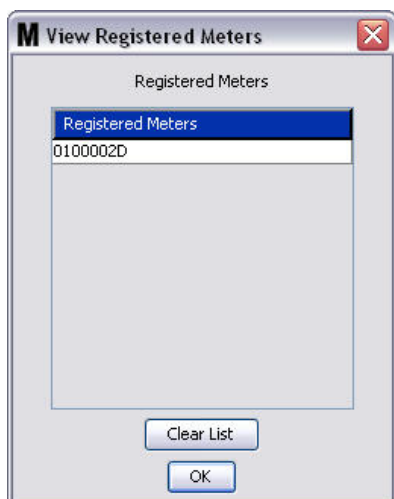 M View Registered Meters
Registered Meters
Registered Meters
0100002D
Clear List
OK